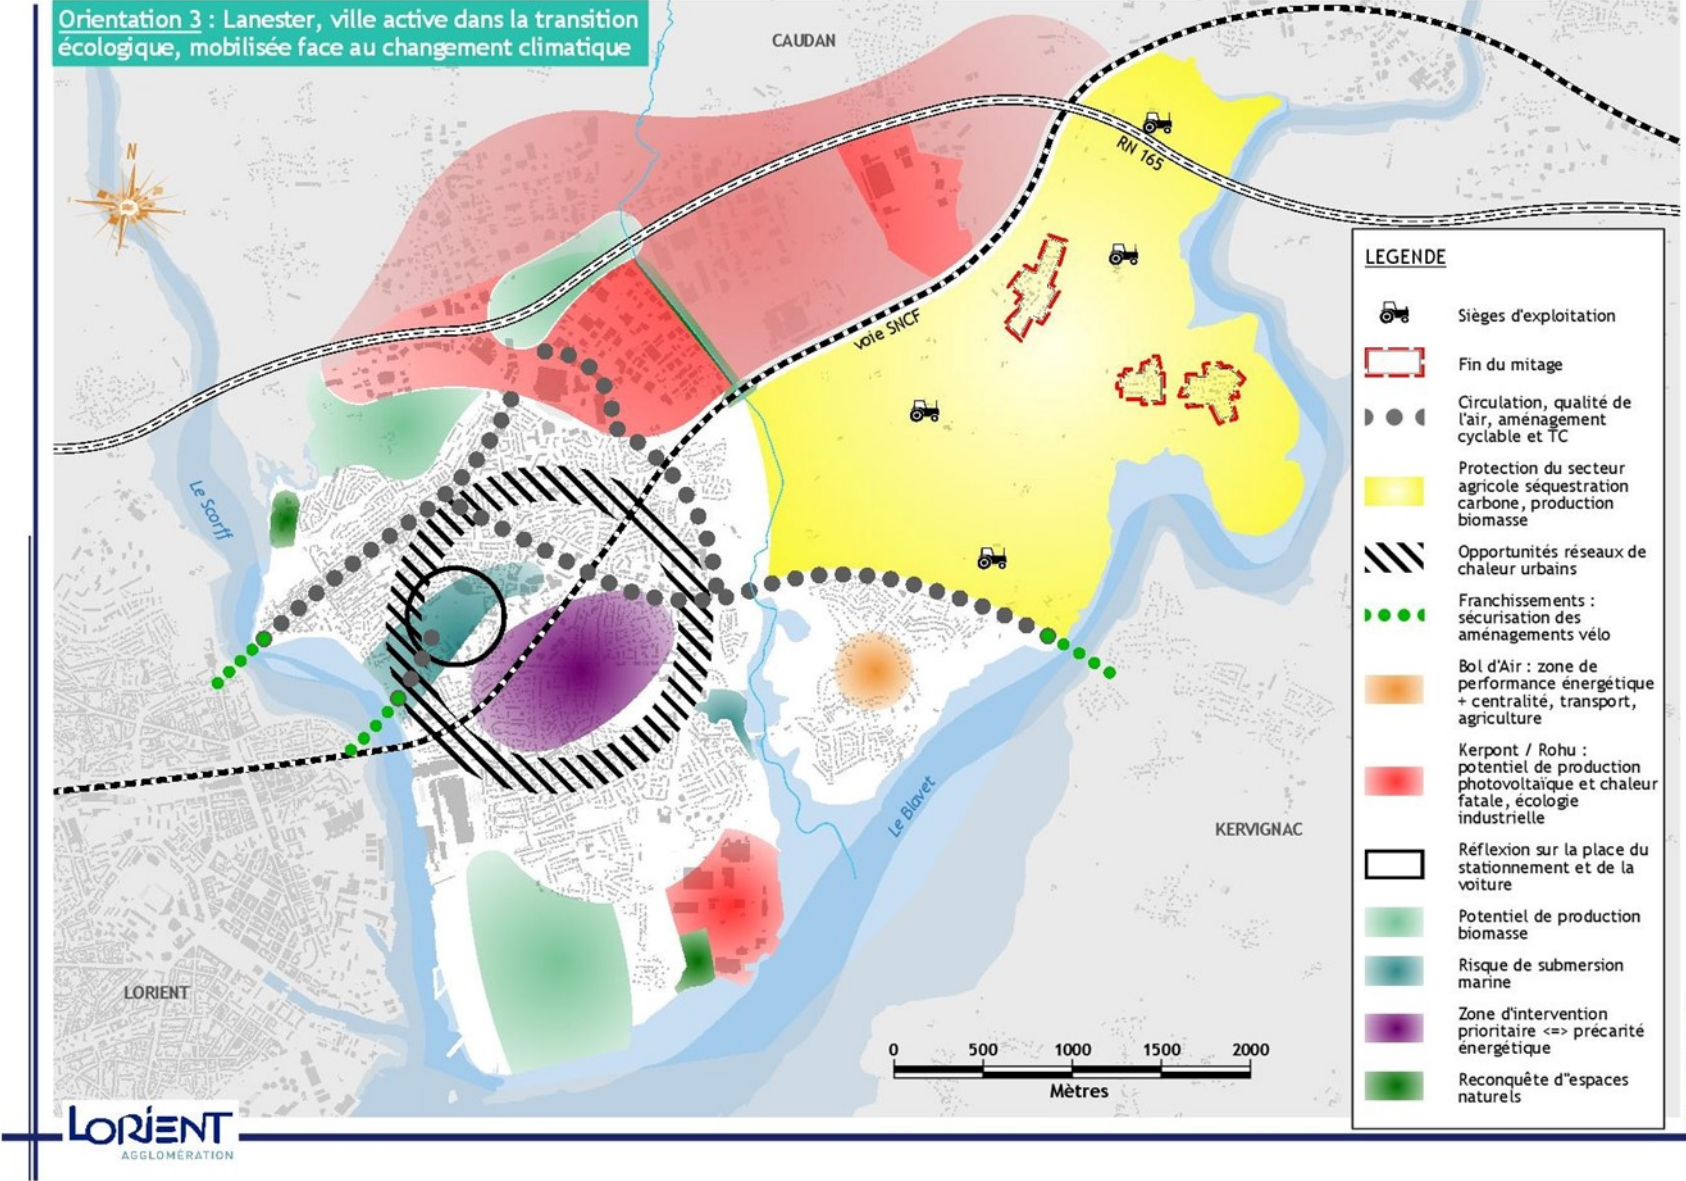 Orientation 3 : Lanester, ville active dans la transition
écologique, mobilisée face au changement climatique
CAUDAN
N
RN 165
voie SNCF
Le Scorff
Le Blavet
KERVIGNAC
LORIENT
0 500 1000 1500 2000
Mètres
LORIENT
AGGLOMÉRATION
LEGENDE
Sièges d'exploitation
Fin du mitage
Circulation, qualité de
l'air, aménagement
cyclable et TC
Protection du secteur
agricole séquestration
carbone, production
biomasse
Opportunités réseaux de
chaleur urbains
Franchissements :
sécurisation des
aménagements vélo
Bol d'Air : zone de
performance énergétique
+ centralité, transport,
agriculture
Kerpont / Rohu :
potentiel de production
photovoltaïque et chaleur
fatale, écologie
industrielle
Réflexion sur la place du
stationnement et de la
voiture
Potentiel de production
biomasse
Risque de submersion
marine
Zone d'intervention
prioritaire <=> précarité
énergétique
Reconquête d"espaces
naturels